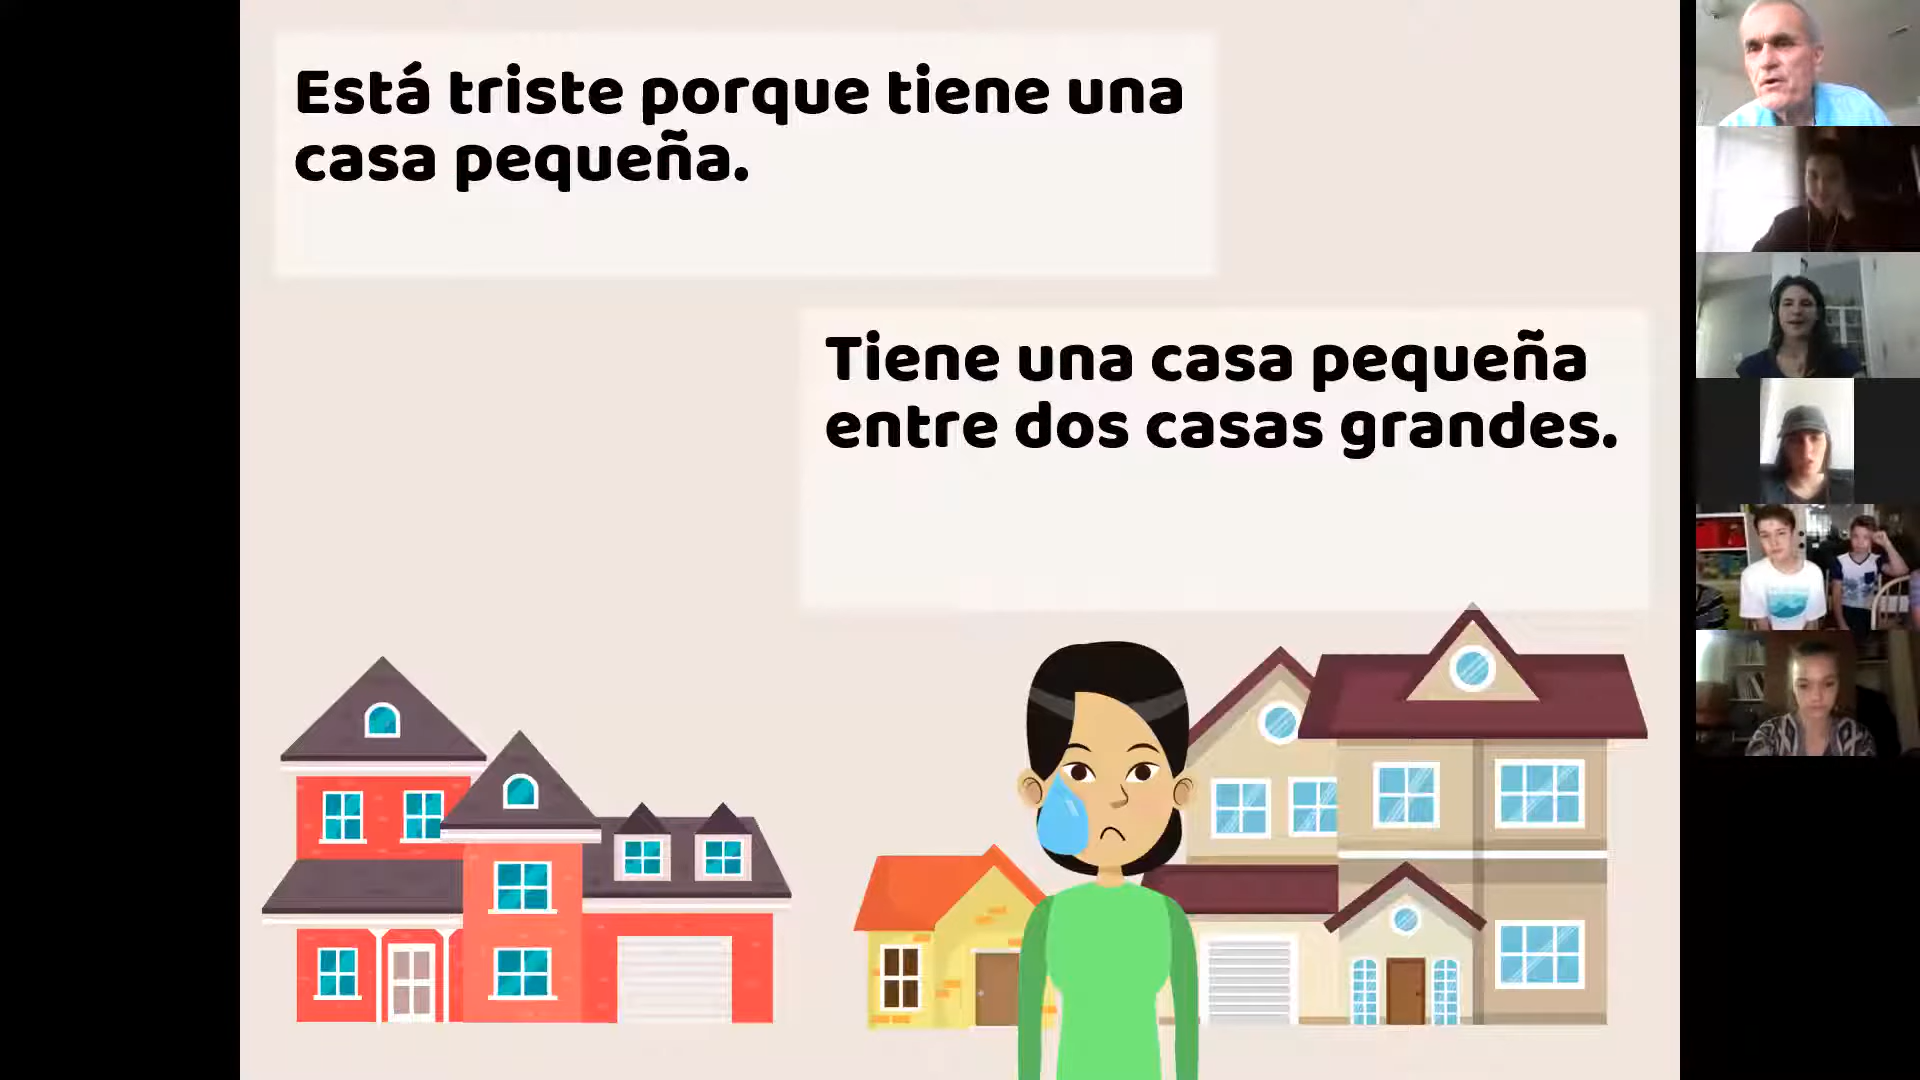 Está triste porque tiene una
casa pequeña.
Tiene una casa pequeña
entre dos casas grandes.